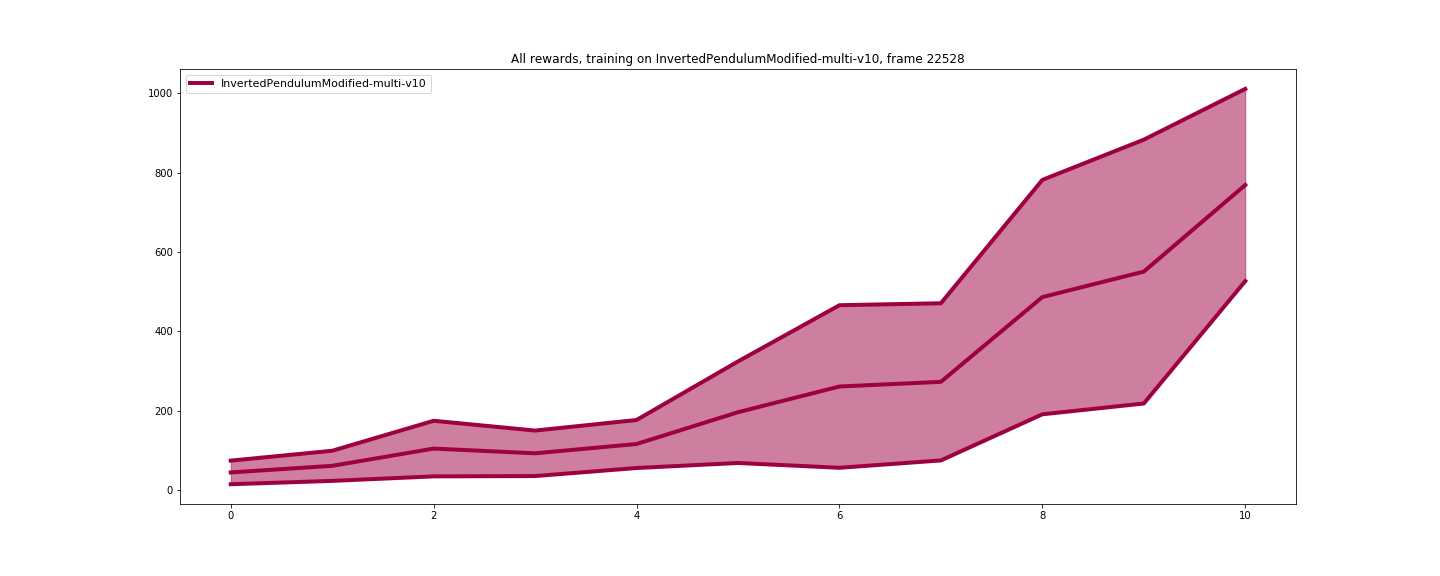 All rewards, training on InvertedPendulumModified-multi-v10, frame 22528
InvertedPendulumModified-multi-v10
1000
800
600
400
200
0
0 2 4 6 8 10